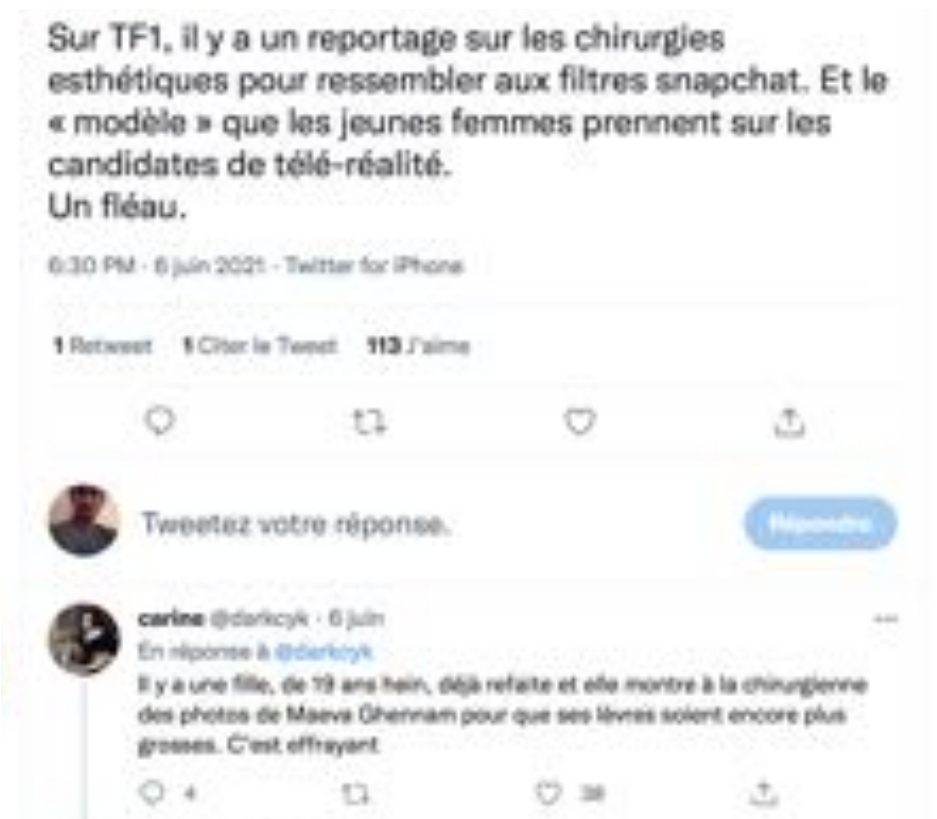 Sur TF1, il y a un reportage sur les chirurgies
esthétiques pour ressembler aux filtres snapchat. Et le
« modèle » que les jeunes femmes prennent sur les
candidates de télé-réalité.
Un fléau.
6:30 PM · 6 juin 2021 · Twitter for iPhone
1 Retweet 1 Citer le Tweet 113 J'aime
Tweetez votre réponse.
Répondre
carine @darkcyk · 6 juin
En réponse à @darkcyk
Il y a une fille, de 19 ans hein, déjà refaite et elle montre à la chirurgienne
des photos de Maeva Ghennam pour que ses lèvres soient encore plus
grosses. C'est effrayant
4 38